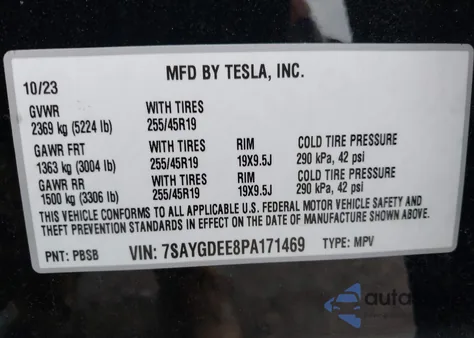 MFD BY TESLA, INC.
10/23
GVWR WITH TIRES
2369 kg (5224 lb) 255/45R19
GAWR FRT WITH TIRES RIM COLD TIRE PRESSURE
1363 kg (3004 lb) 255/45R19 19X9.5J 290 kPa, 42 psi
GAWR RR WITH TIRES RIM COLD TIRE PRESSURE
1500 kg (3306 lb) 255/45R19 19X9.5J 290 kPa, 42 psi
THIS VEHICLE CONFORMS TO ALL APPLICABLE U.S. FEDERAL MOTOR VEHICLE SAFETY AND
THEFT PREVENTION STANDARDS IN EFFECT ON THE DATE OF MANUFACTURE SHOWN ABOVE.
PNT: PBSB VIN: 7SAYGDEE8PA171469 TYPE: MPV